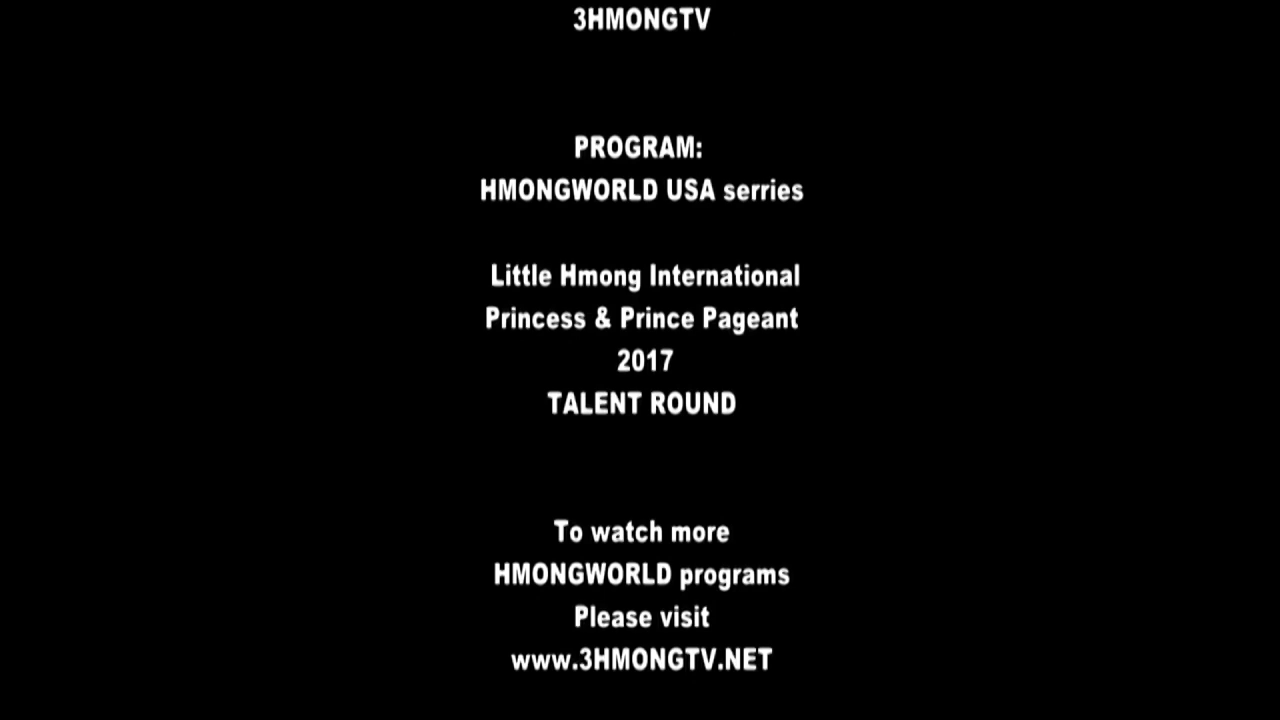 3HMONGTV
PROGRAM:
HMONGWORLD USA serries
Little Hmong International
Princess & Prince Pageant
2017
TALENT ROUND
To watch more
HMONGWORLD programs
Please visit
www.3HMONGTV.NET